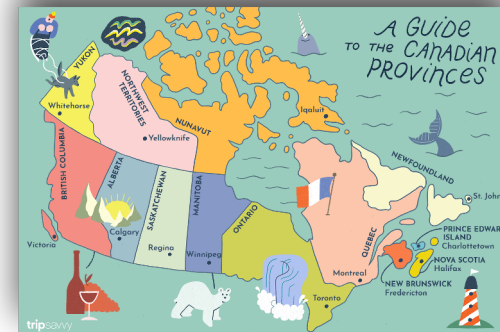 A GUIDE
TO THE CANADIAN
PROVINCES
YUKON
Whitehorse
NORTHWEST
TERRITORIES
Yellowknife
NUNAVUT
Iqaluit
BRITISH COLUMBIA
Victoria
ALBERTA
Calgary
SASKATCHEWAN
Regina
MANITOBA
Winnipeg
ONTARIO
Toronto
QUEBEC
Montreal
NEWFOUNDLAND
St. John
PRINCE EDWAR
ISLAND
Charlottetown
NOVA SCOTIA
Halifax
NEW BRUNSWICK
Fredericton
tripsavvy